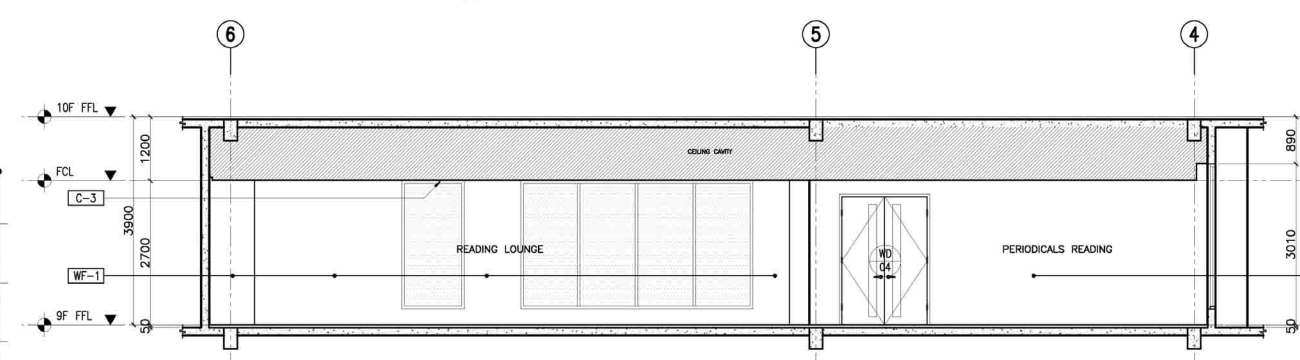 6
5
4
10F FFL
1200
890
CEILING CAVITY
FCL
C-3
3900
2700
READING LOUNGE
WD
04
PERIODICALS READING
3010
WF-1
9F FFL
50
50